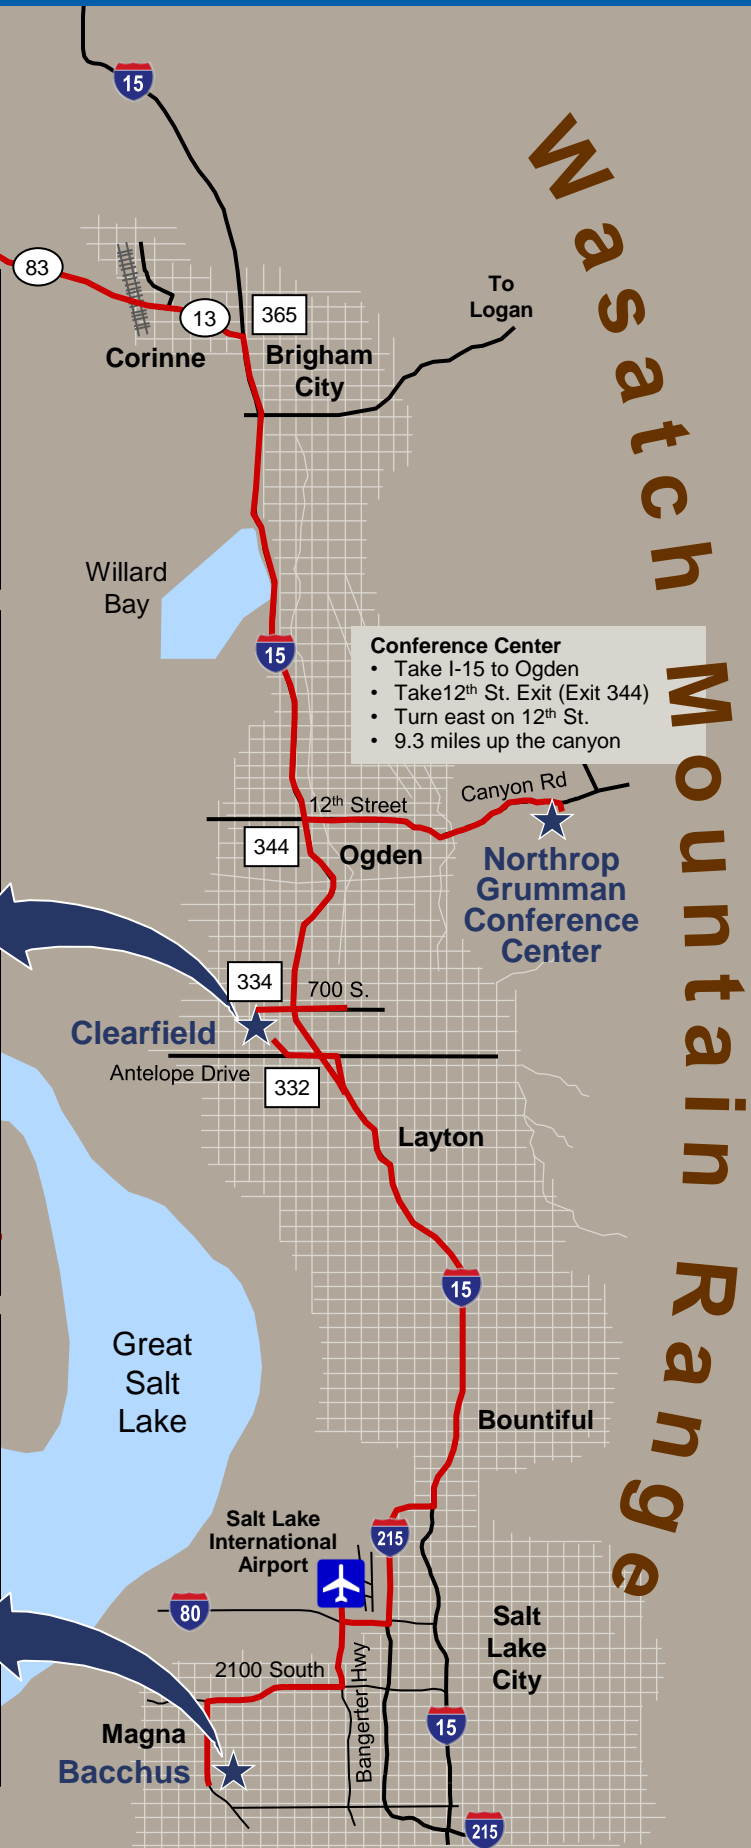 15
83
13
365
To
Logan
Corinne
Brigham
City
Wasatch Mountain Range
Willard
Bay
15
Conference Center
• Take I-15 to Ogden
• Take12th St. Exit (Exit 344)
• Turn east on 12th St.
• 9.3 miles up the canyon
12th Street
Canyon Rd
344
Ogden
Northrop
Grumman
Conference
Center
334
700 S.
Clearfield
Antelope Drive
332
Layton
15
Great
Salt
Lake
Bountiful
Salt Lake
International
Airport
215
80
Salt
Lake
City
2100 South
Bangerter Hwy
Magna
Bacchus
15
215